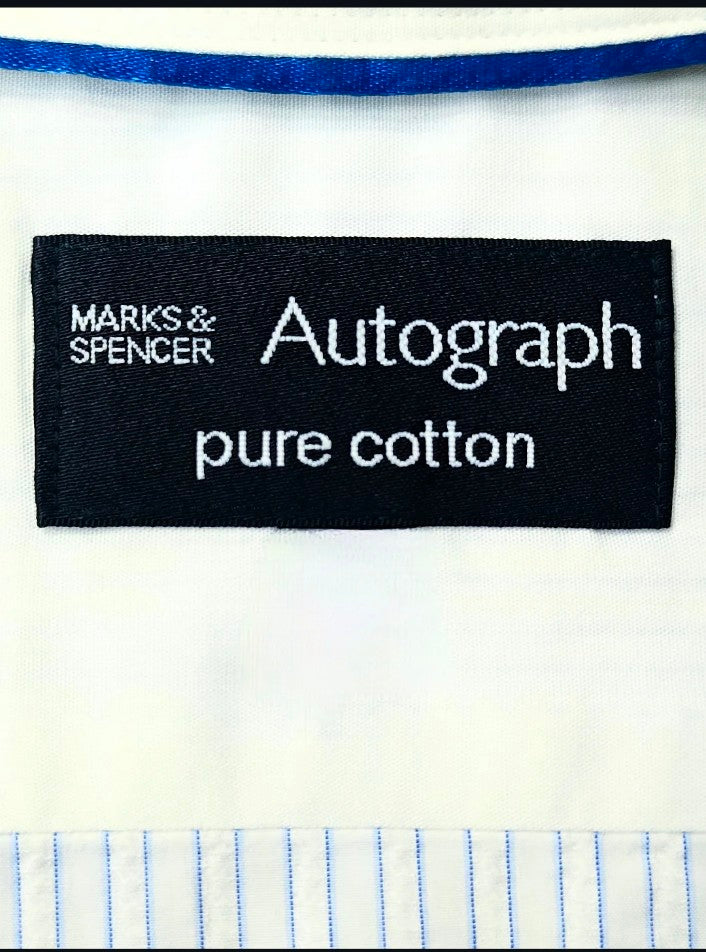 MARKS &
SPENCER
Autograph
pure cotton